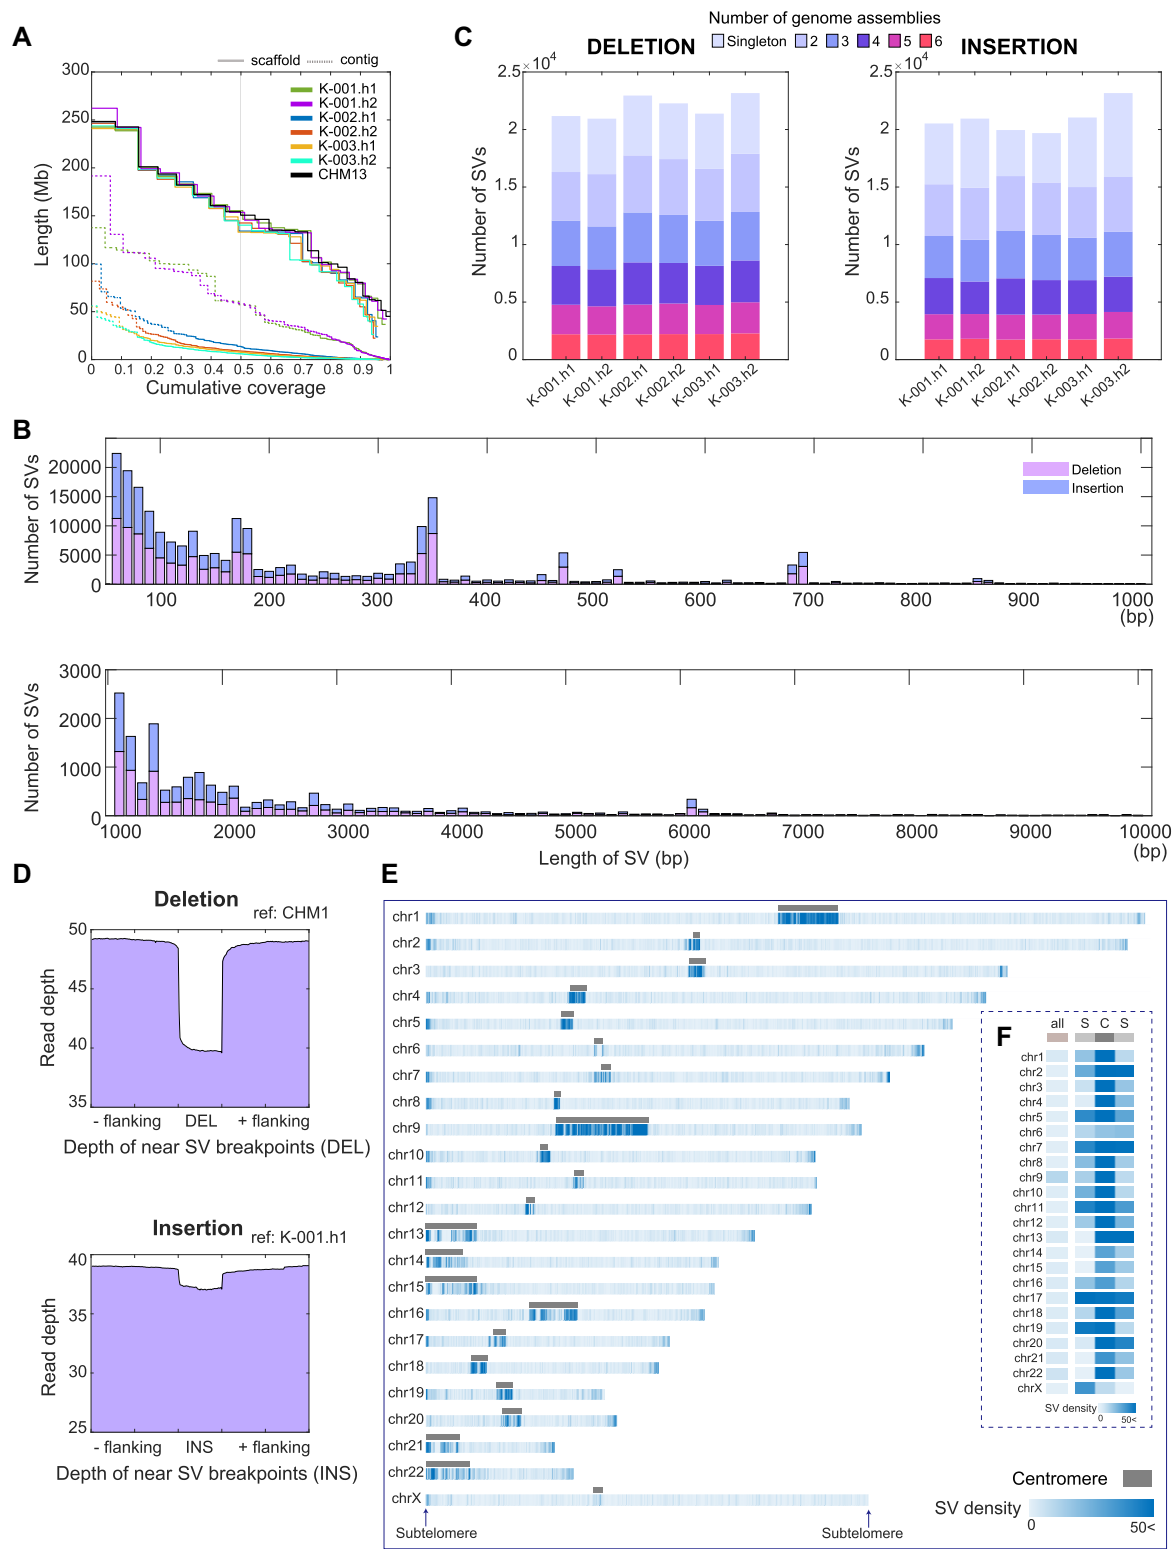 A
scaffold contig
300
250
200
150
100
50
0
Length (Mb)
K-001.h1
K-001.h2
K-002.h1
K-002.h2
K-003.h1
K-003.h2
CHM13
0 0.1 0.2 0.3 0.4 0.5 0.6 0.7 0.8 0.9 1
Cumulative coverage
C
Number of genome assemblies
Singleton 2 3 4 5 6
DELETION
2.5 ×10^4
2
1.5
1
0.5
0
Number of SVs
K-001.h1 K-001.h2 K-002.h1 K-002.h2 K-003.h1 K-003.h2
INSERTION
2.5 ×10^4
2
1.5
1
0.5
0
Number of SVs
K-001.h1 K-001.h2 K-002.h1 K-002.h2 K-003.h1 K-003.h2
B
Number of SVs
20000
15000
10000
5000
0
Deletion
Insertion
100 200 300 400 500 600 700 800 900 1000
(bp)
Number of SVs
3000
2000
1000
0
1000 2000 3000 4000 5000 6000 7000 8000 9000 10000
Length of SV (bp)
(bp)
D
Deletion
ref: CHM1
50
45
40
35
Read depth
- flanking DEL + flanking
Depth of near SV breakpoints (DEL)
Insertion
ref: K-001.h1
40
35
30
25
Read depth
- flanking INS + flanking
Depth of near SV breakpoints (INS)
E
chr1
chr2
chr3
chr4
chr5
chr6
chr7
chr8
chr9
chr10
chr11
chr12
chr13
chr14
chr15
chr16
chr17
chr18
chr19
chr20
chr21
chr22
chrX
Subtelomere Subtelomere
F
all S C S
chr1
chr2
chr3
chr4
chr5
chr6
chr7
chr8
chr9
chr10
chr11
chr12
chr13
chr14
chr15
chr16
chr17
chr18
chr19
chr20
chr21
chr22
chrX
SV density
0 50<
Centromere
SV density
0 50<